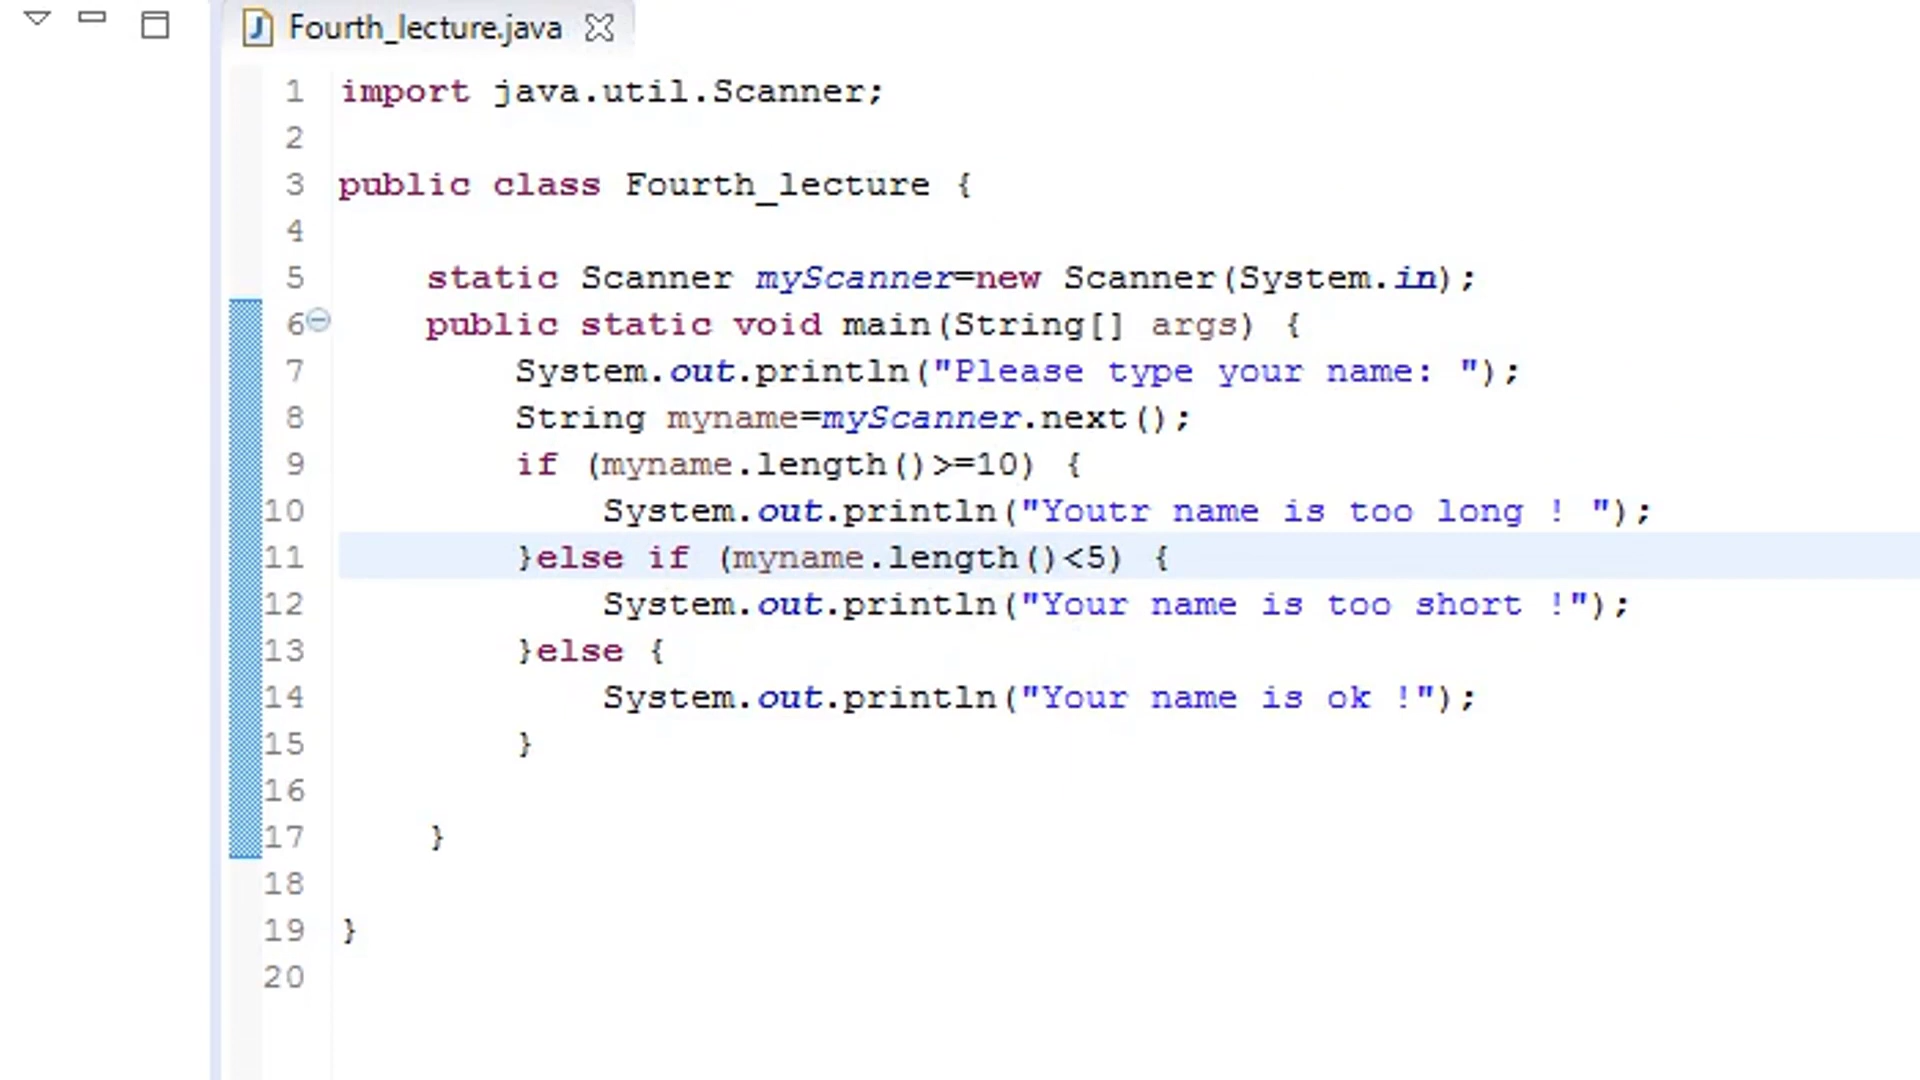 Fourth_lecture.java
1 import java.util.Scanner;
2
3 public class Fourth_lecture {
4
5 static Scanner myScanner=new Scanner(System.in);
6 public static void main(String[] args) {
7 System.out.println("Please type your name: ");
8 String myname=myScanner.next();
9 if (myname.length()>=10) {
10 System.out.println("Youtr name is too long ! ");
11 }else if (myname.length()<5) {
12 System.out.println("Your name is too short !");
13 }else {
14 System.out.println("Your name is ok !");
15 }
16
17 }
18
19 }
20